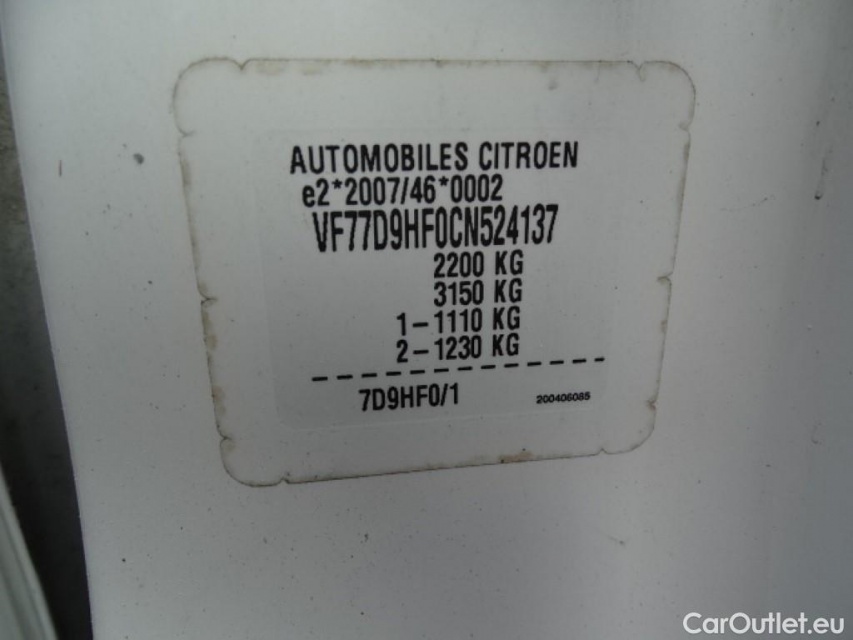 AUTOMOBILES CITROEN
e2*2007/46*0002
VF77D9HF0CN524137
2200 KG
3150 KG
1-1110 KG
2-1230 KG
7D9HF0/1 200406085
CarOutlet.eu